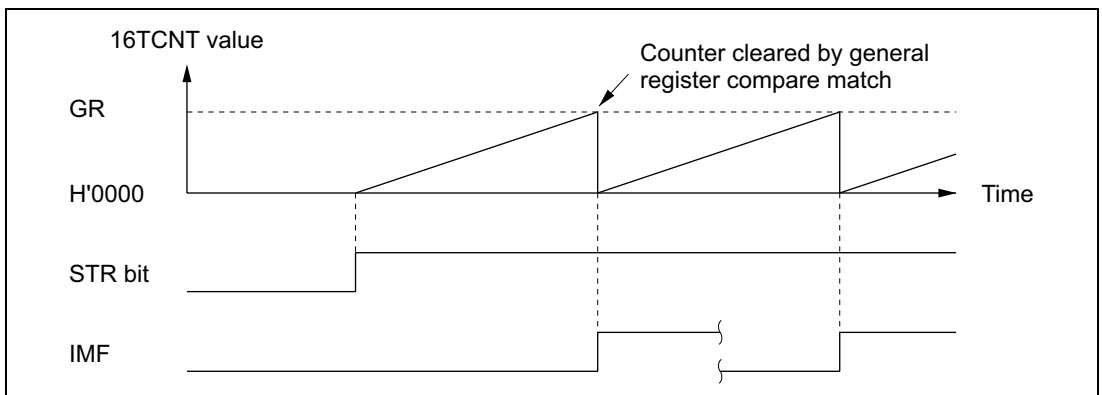 16TCNT value
Counter cleared by general
register compare match
GR
H'0000
Time
STR bit
IMF